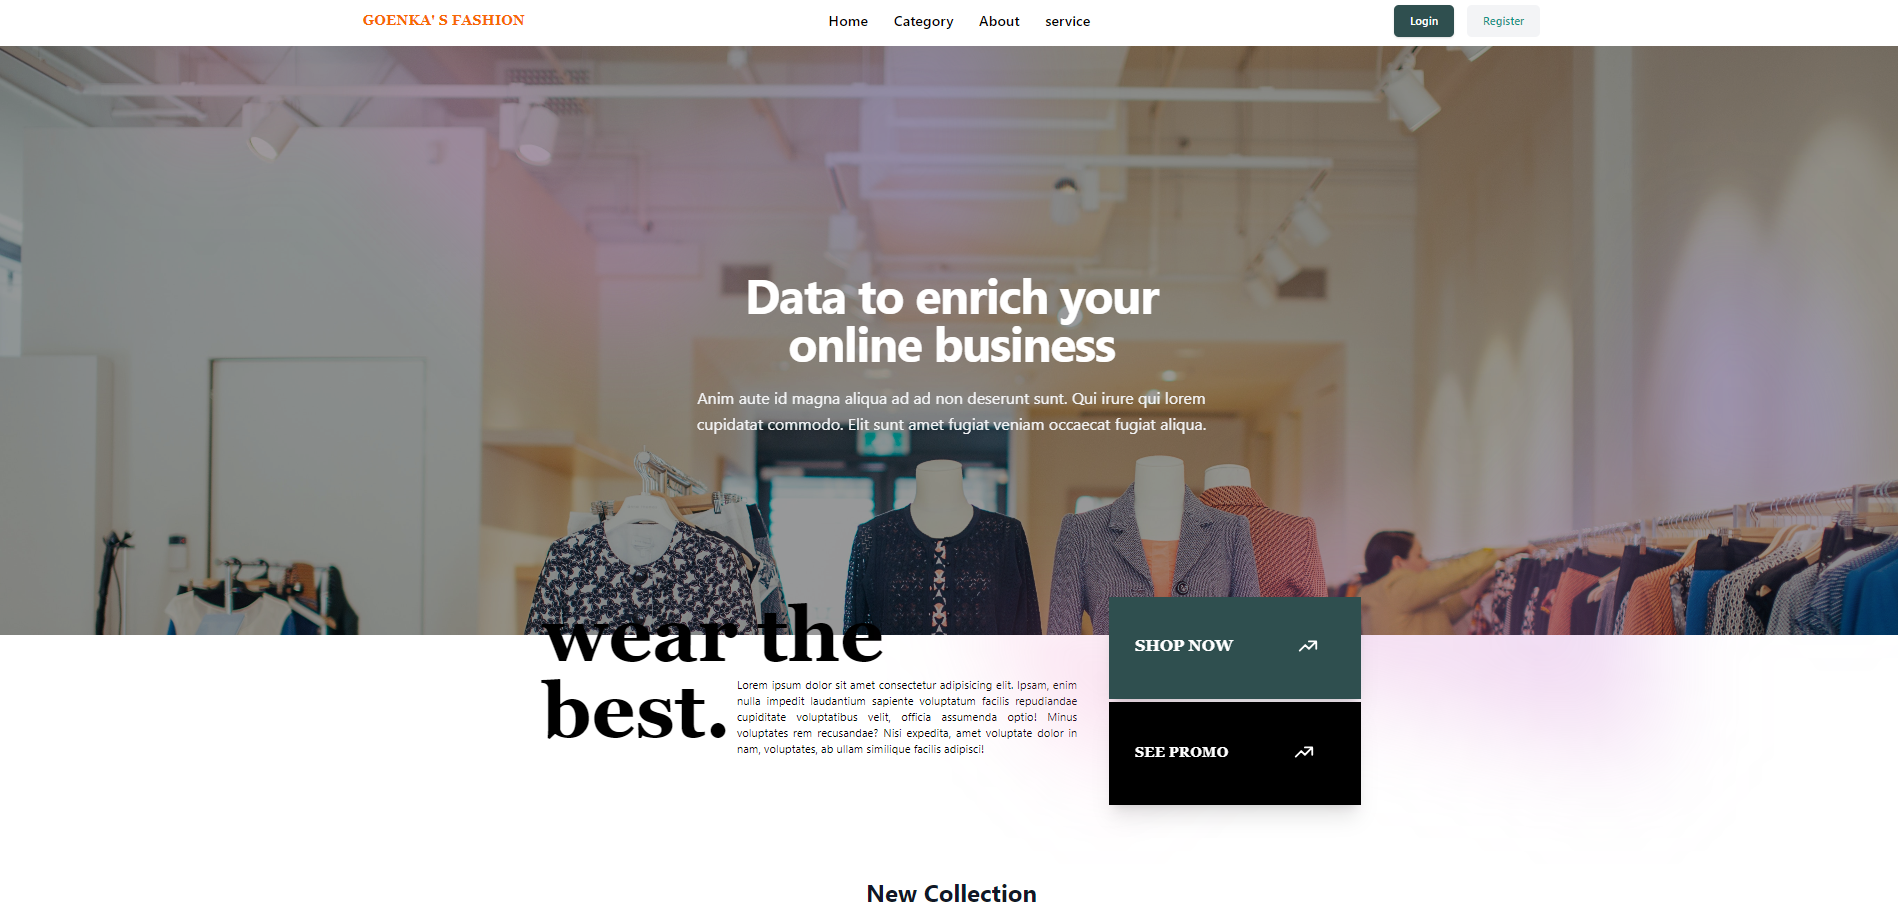 GOENKA' S FASHION
Home Category About service
Login Register
Data to enrich your
online business
Anim aute id magna aliqua ad ad non deserunt sunt. Qui irure qui lorem
cupidatat commodo. Elit sunt amet fugiat veniam occaecat fugiat aliqua.
wear the
best.
Lorem ipsum dolor sit amet consectetur adipisicing elit. Ipsam, enim
nulla impedit laudantium sapiente voluptatum facilis repudiandae
cupiditate voluptatibus velit, officia assumenda optio! Minus
voluptates rem recusandae? Nisi expedita, amet voluptate dolor in
nam, voluptates, ab ullam similique facilis adipisci!
SHOP NOW
SEE PROMO
New Collection